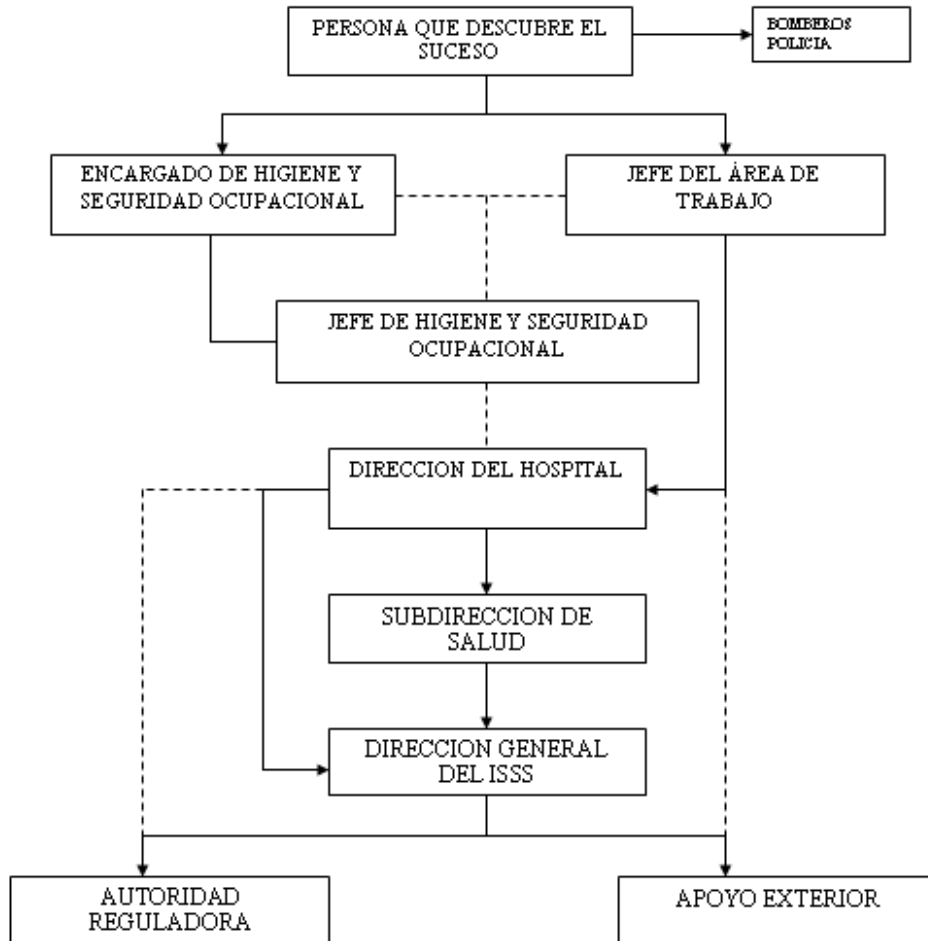 PERSONA QUE DESCUBRE EL
SUCESO
BOMBEROS
POLICIA
ENCARGADO DE HIGIENE Y
SEGURIDAD OCUPACIONAL
JEFE DEL ÁREA DE
TRABAJO
JEFE DE HIGIENE Y SEGURIDAD
OCUPACIONAL
DIRECCION DEL HOSPITAL
SUBDIRECCION DE
SALUD
DIRECCION GENERAL
DEL ISSS
AUTORIDAD
REGULADORA
APOYO EXTERIOR